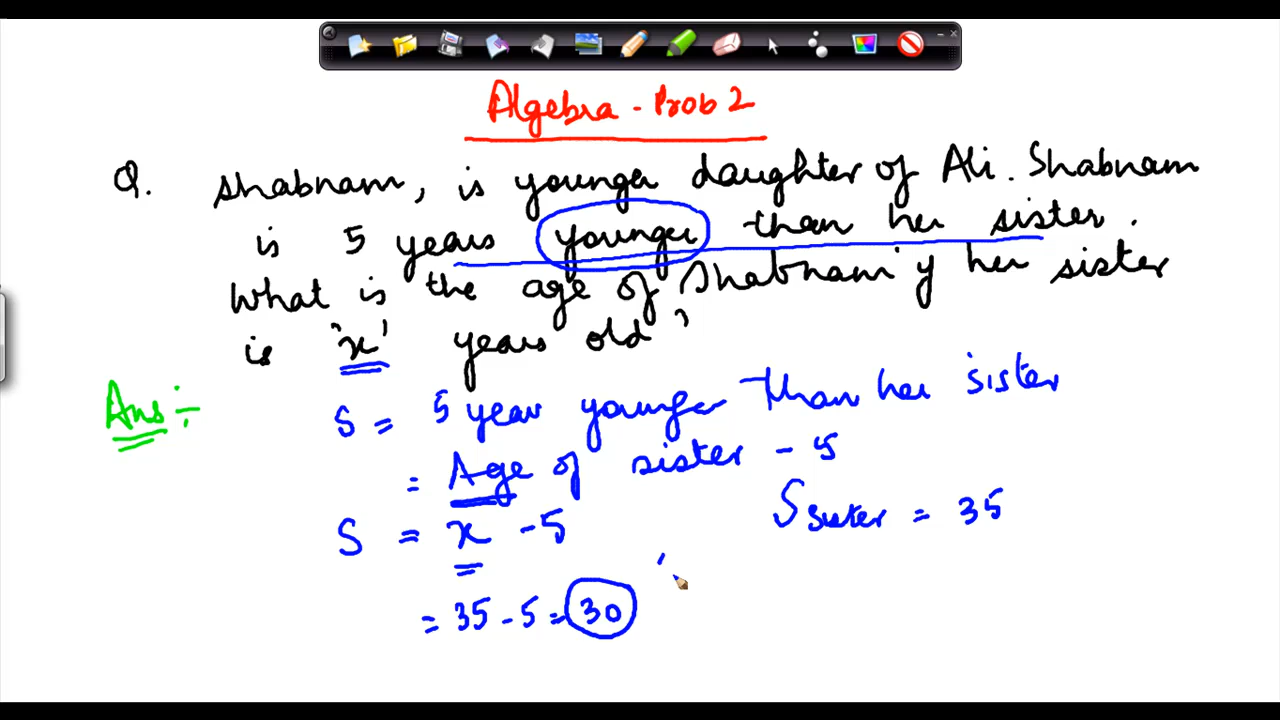 Algebra - Prob 2
Q. Shabnam, is younger daughter of Ali. Shabnam
is 5 years younger than her sister.
What is the age of Shabnam if her sister
is 'x' years old?
Ans :- S = 5 year younger than her sister
= Age of sister - 5
S = x - 5
S sister = 35
= 35 - 5 = 30